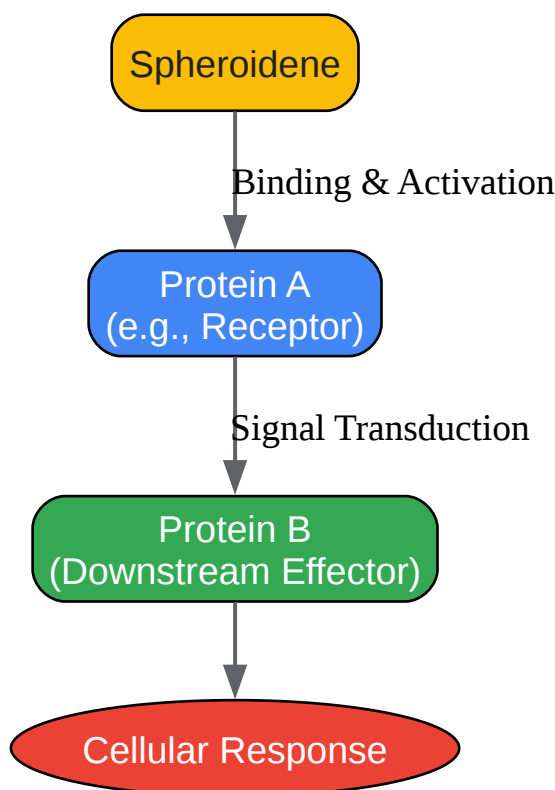 Spheroidene
Binding & Activation
Protein A
(e.g., Receptor)
Signal Transduction
Protein B
(Downstream Effector)
Cellular Response